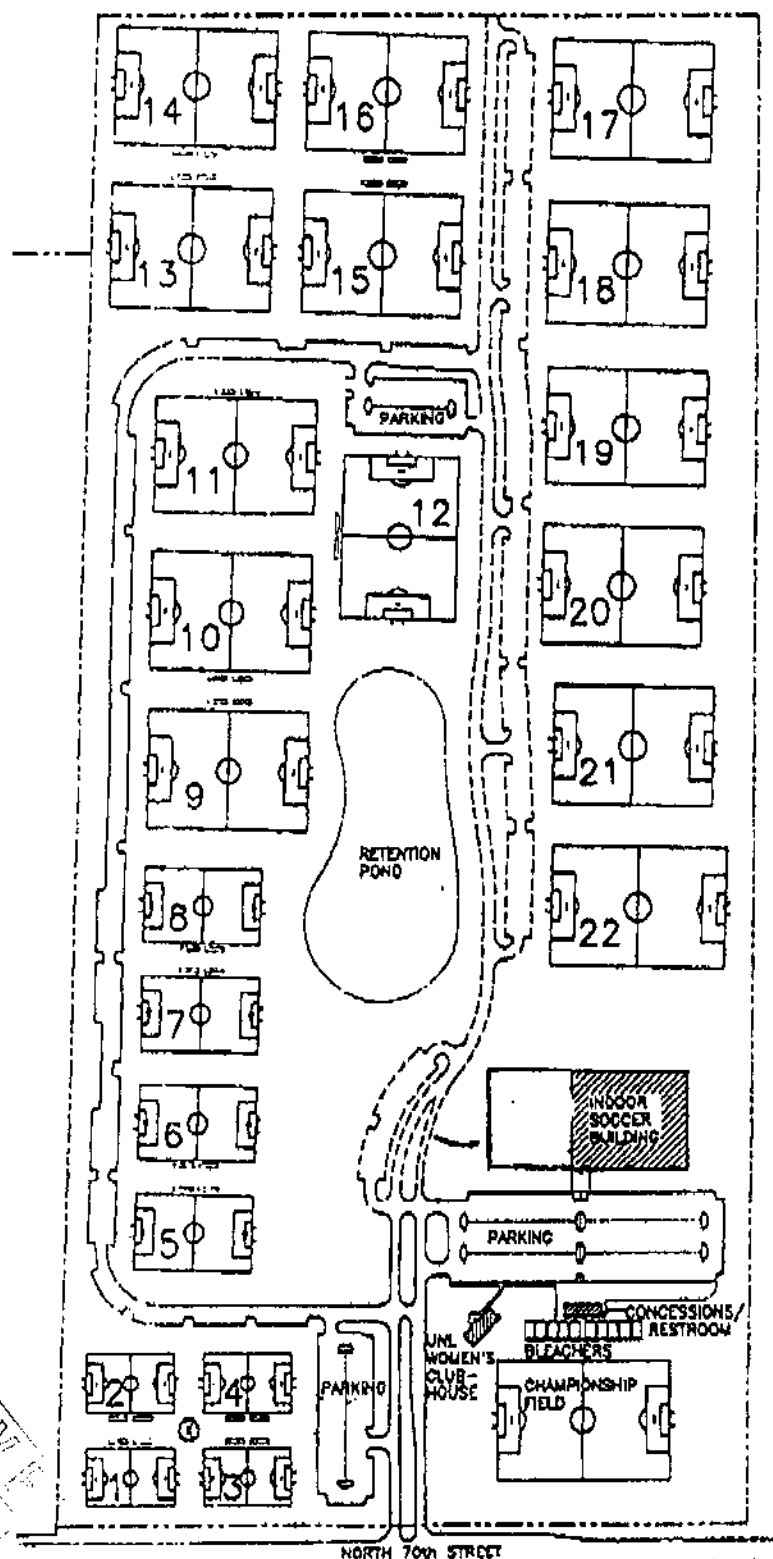 14
16
17
13
15
18
PARKING
11
12
19
10
20
9
21
RETENTION
POND
8
22
7
6
INDOOR
SOCCER
BUILDING
5
PARKING
CONCESSIONS/
RESTROOM
UNL
WOMEN'S
CLUB-
HOUSE
BLEACHERS
2
4
PARKING
CHAMPIONSHIP
FIELD
1
3
NORTH 70th STREET